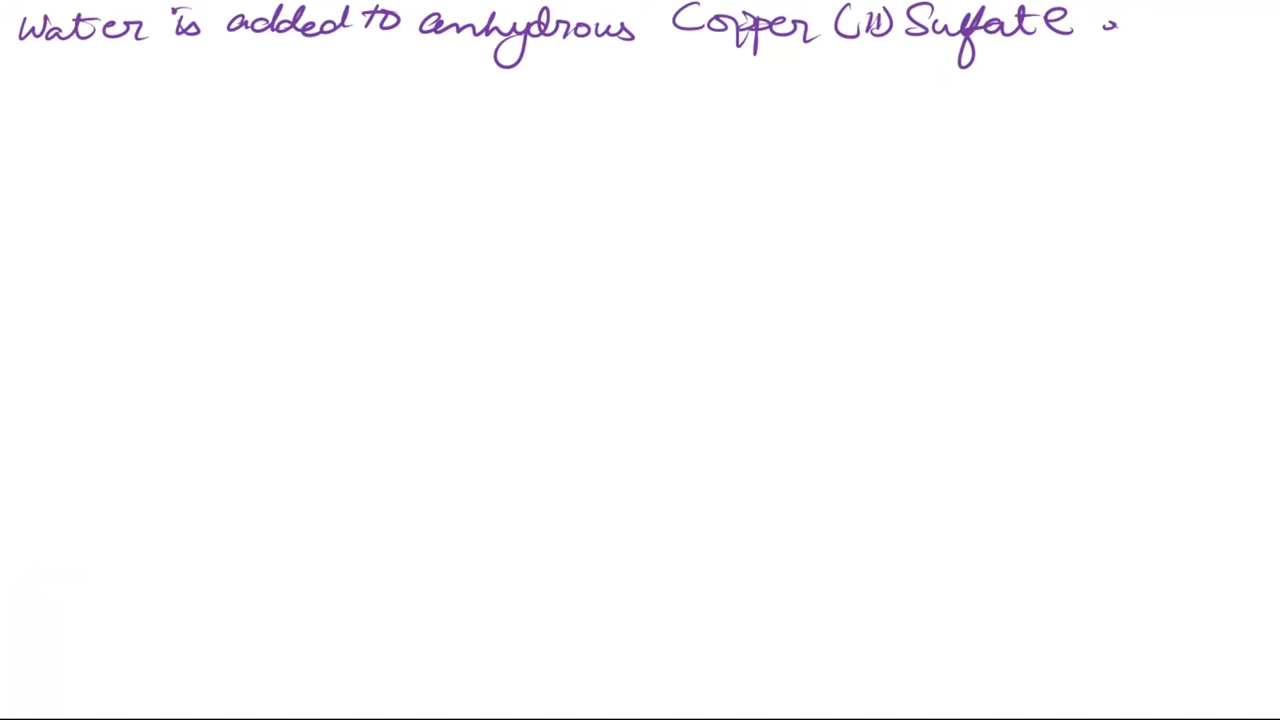 Water is added to anhydrous Copper (II) Sulfate .